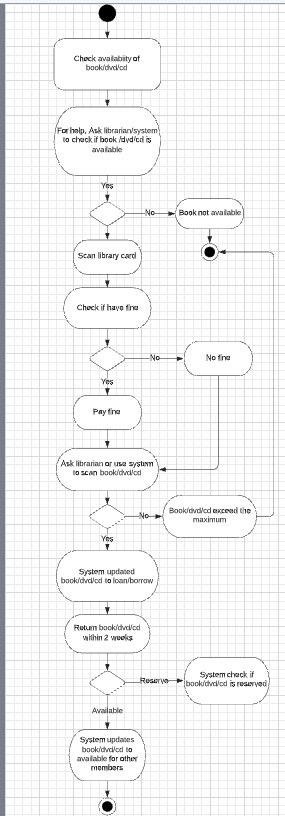 Check availability of
book/dvd/cd
For help, Ask librarian/system
to check if book /dvd/cd is
available
Yes
No
Book not available
Scan library card
Check if have fine
No
No fine
Yes
Pay fine
Ask librarian or use system
to scan book/dvd/cd
No
Book/dvd/cd exceed the
maximum
Yes
System updated
book/dvd/cd to loan/borrow
Return book/dvd/cd
within 2 weeks
Reserve
System check if
book/dvd/cd is reserved
Available
System updates
book/dvd/cd to
available for other
members